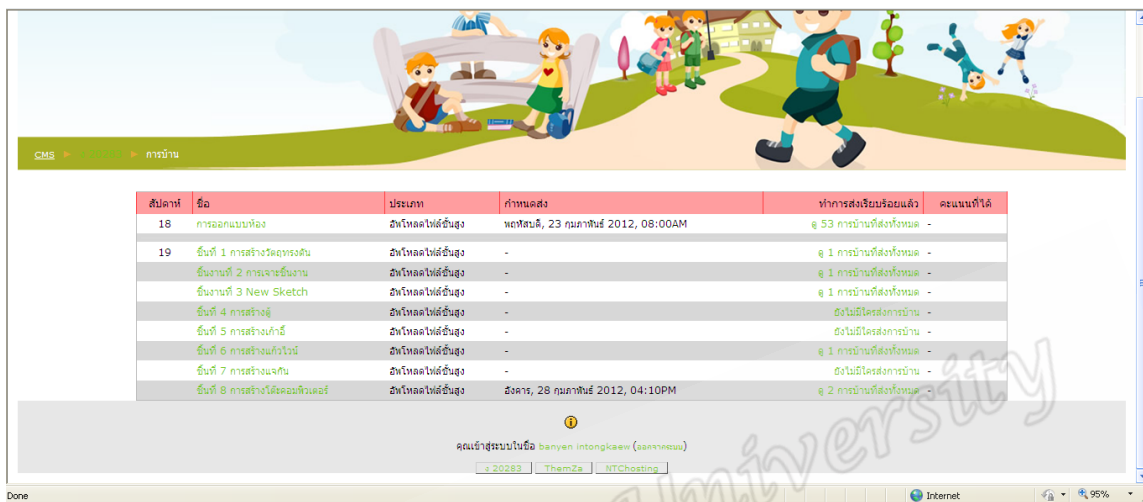 CMS ► ► การบ้าน
สัปดาห์ ชื่อ ประเภท กำหนดส่ง ทำการส่งเรียบร้อยแล้ว คะแนนที่ได้
18 การออกแบบห้อง อัพโหลดไฟล์ขั้นสูง พฤหัสบดี, 23 กุมภาพันธ์ 2012, 08:00AM ดู 53 การบ้านที่ส่งทั้งหมด -
19 ชิ้นที่ 1 การสร้างวัตถุทรงตัน อัพโหลดไฟล์ขั้นสูง - ดู 1 การบ้านที่ส่งทั้งหมด -
ชิ้นงานที่ 2 การเจาะชิ้นงาน อัพโหลดไฟล์ขั้นสูง - ดู 1 การบ้านที่ส่งทั้งหมด -
ชิ้นงานที่ 3 New Sketch อัพโหลดไฟล์ขั้นสูง - ดู 1 การบ้านที่ส่งทั้งหมด -
ชิ้นที่ 4 การสร้างตู้ อัพโหลดไฟล์ขั้นสูง - ยังไม่มีใครส่งการบ้าน -
ชิ้นที่ 5 การสร้างเก้าอี้ อัพโหลดไฟล์ขั้นสูง - ยังไม่มีใครส่งการบ้าน -
ชิ้นที่ 6 การสร้างแก้วไวน์ อัพโหลดไฟล์ขั้นสูง - ดู 1 การบ้านที่ส่งทั้งหมด -
ชิ้นที่ 7 การสร้างแจกัน อัพโหลดไฟล์ขั้นสูง - ยังไม่มีใครส่งการบ้าน -
ชิ้นที่ 8 การสร้างโต๊ะคอมพิวเตอร์ อัพโหลดไฟล์ขั้นสูง อังคาร, 28 กุมภาพันธ์ 2012, 04:10PM ดู 2 การบ้านที่ส่งทั้งหมด -
คุณเข้าสู่ระบบในชื่อ banyen intongkaew (ออกจากระบบ)
ง 20283 ThemZa NTChosting
University
Done Internet 95%